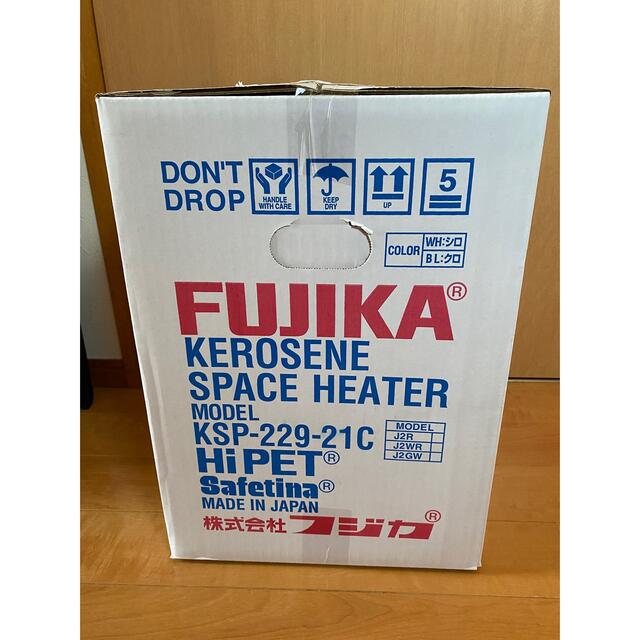 DON'T
DROP
HANDLE
WITH CARE
KEEP
DRY
UP
5
COLOR
WH:シロ
BL:クロ
FUJIKA®
KEROSENE
SPACE HEATER
MODEL
KSP-229-21C
MODEL
J2R
J2WR
J2GW
HiPET®
Safetina®
MADE IN JAPAN
株式会社 フジカ®